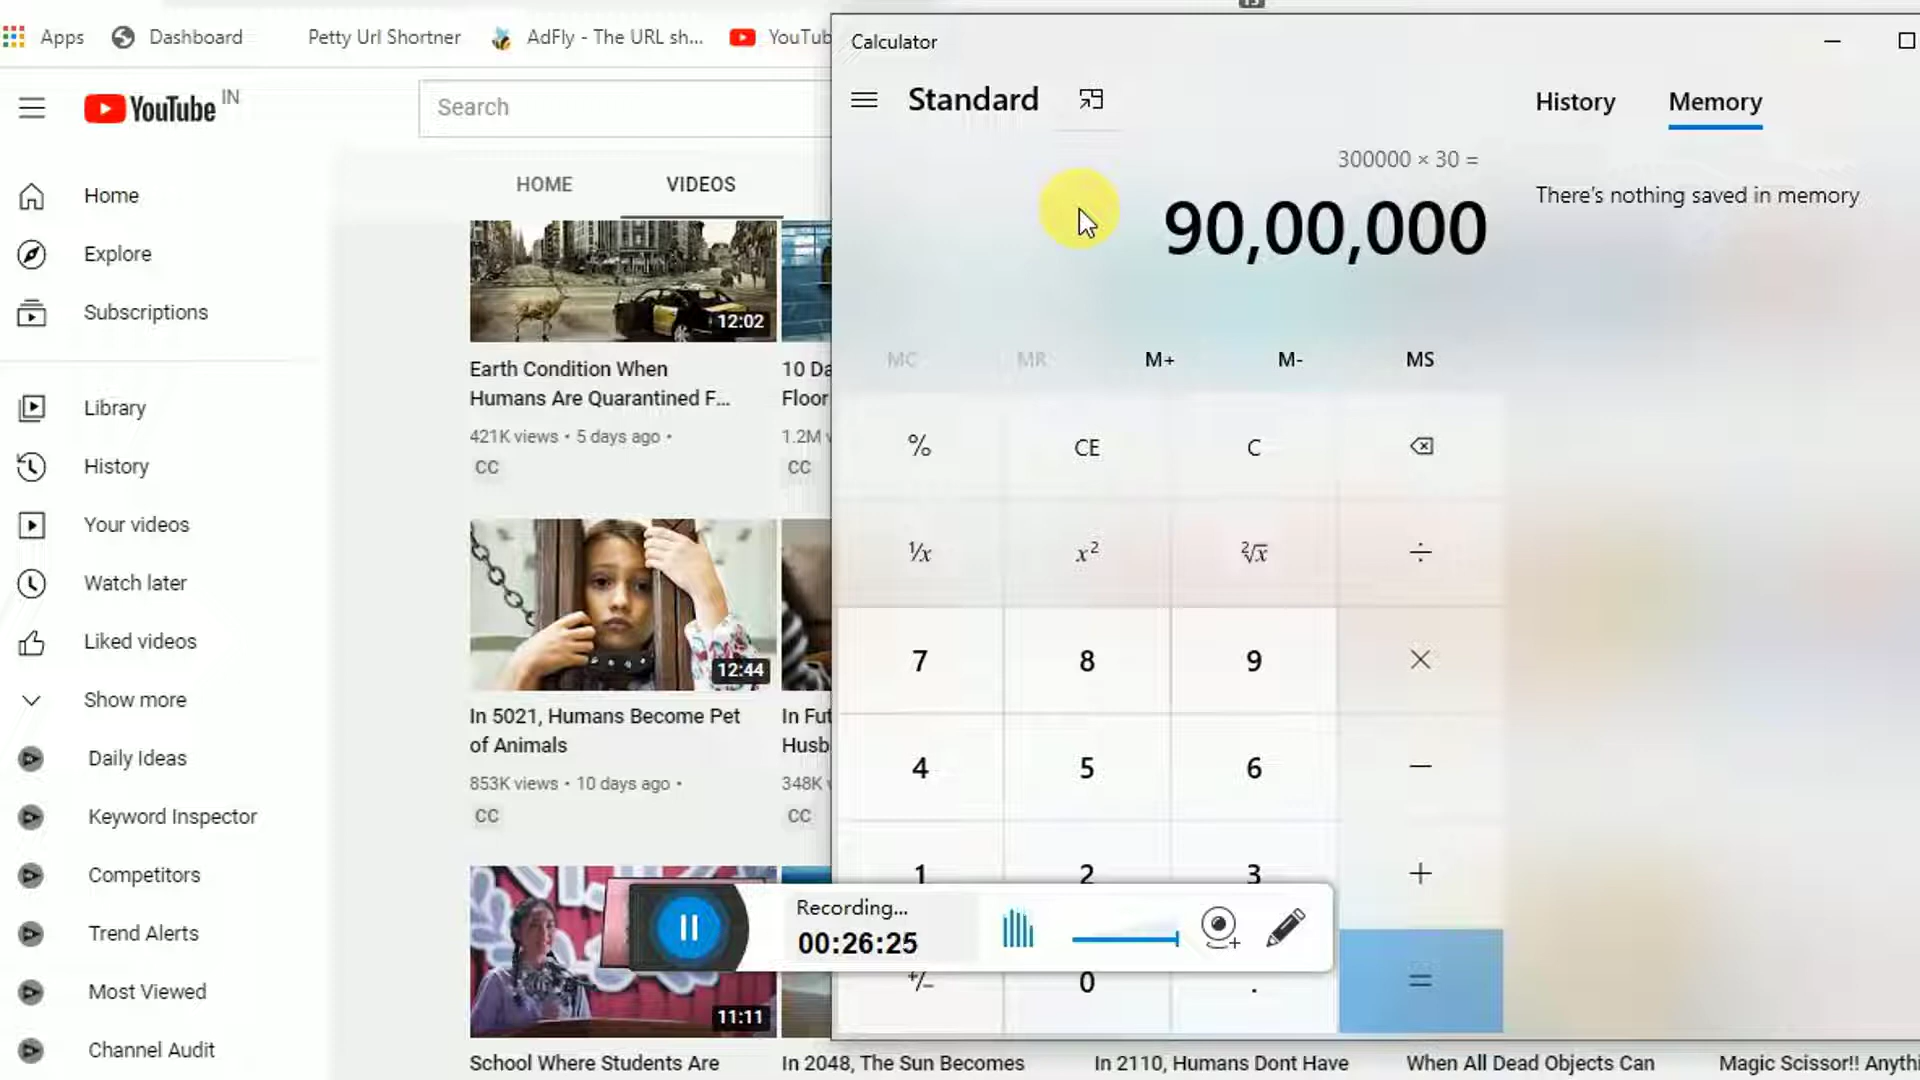 Apps
Dashboard
Petty Url Shortner
AdFly - The URL sh...
YouTub
YouTube IN
Search
Home
Explore
Subscriptions
Library
History
Your videos
Watch later
Liked videos
Show more
Daily Ideas
Keyword Inspector
Competitors
Trend Alerts
Most Viewed
Channel Audit
HOME
VIDEOS
12:02
Earth Condition When
Humans Are Quarantined F...
421K views • 5 days ago •
CC
10 Da
Floor
1.2M v
CC
12:44
In 5021, Humans Become Pet
of Animals
853K views • 10 days ago •
CC
In Fut
Husb
348K v
CC
11:11
School Where Students Are
In 2048, The Sun Becomes
In 2110, Humans Dont Have
When All Dead Objects Can
Magic Scissor!! Anythi
Calculator
Standard
History
Memory
There's nothing saved in memory
300000 × 30 =
90,00,000
MC
MR
M+
M-
MS
%
CE
C
1/x
x²
²√x
÷
7
8
9
×
4
5
6
−
1
2
3
+
+/−
0
.
=
Recording...
00:26:25